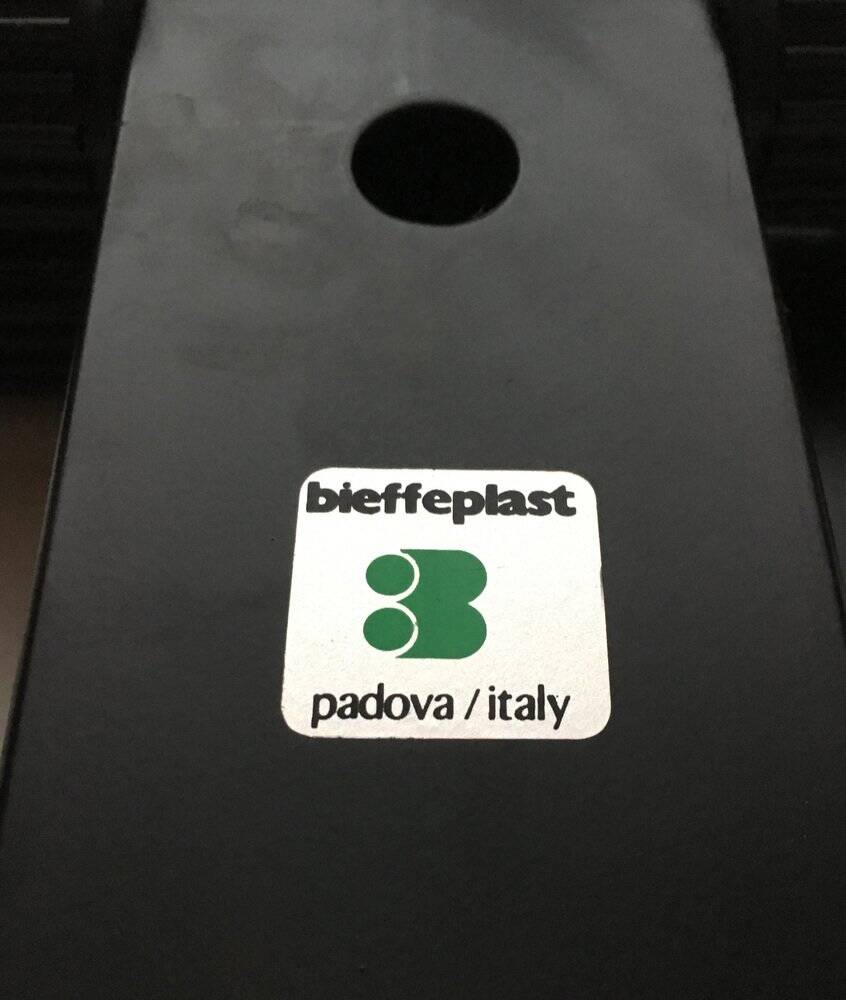 bieffeplast
padova / italy